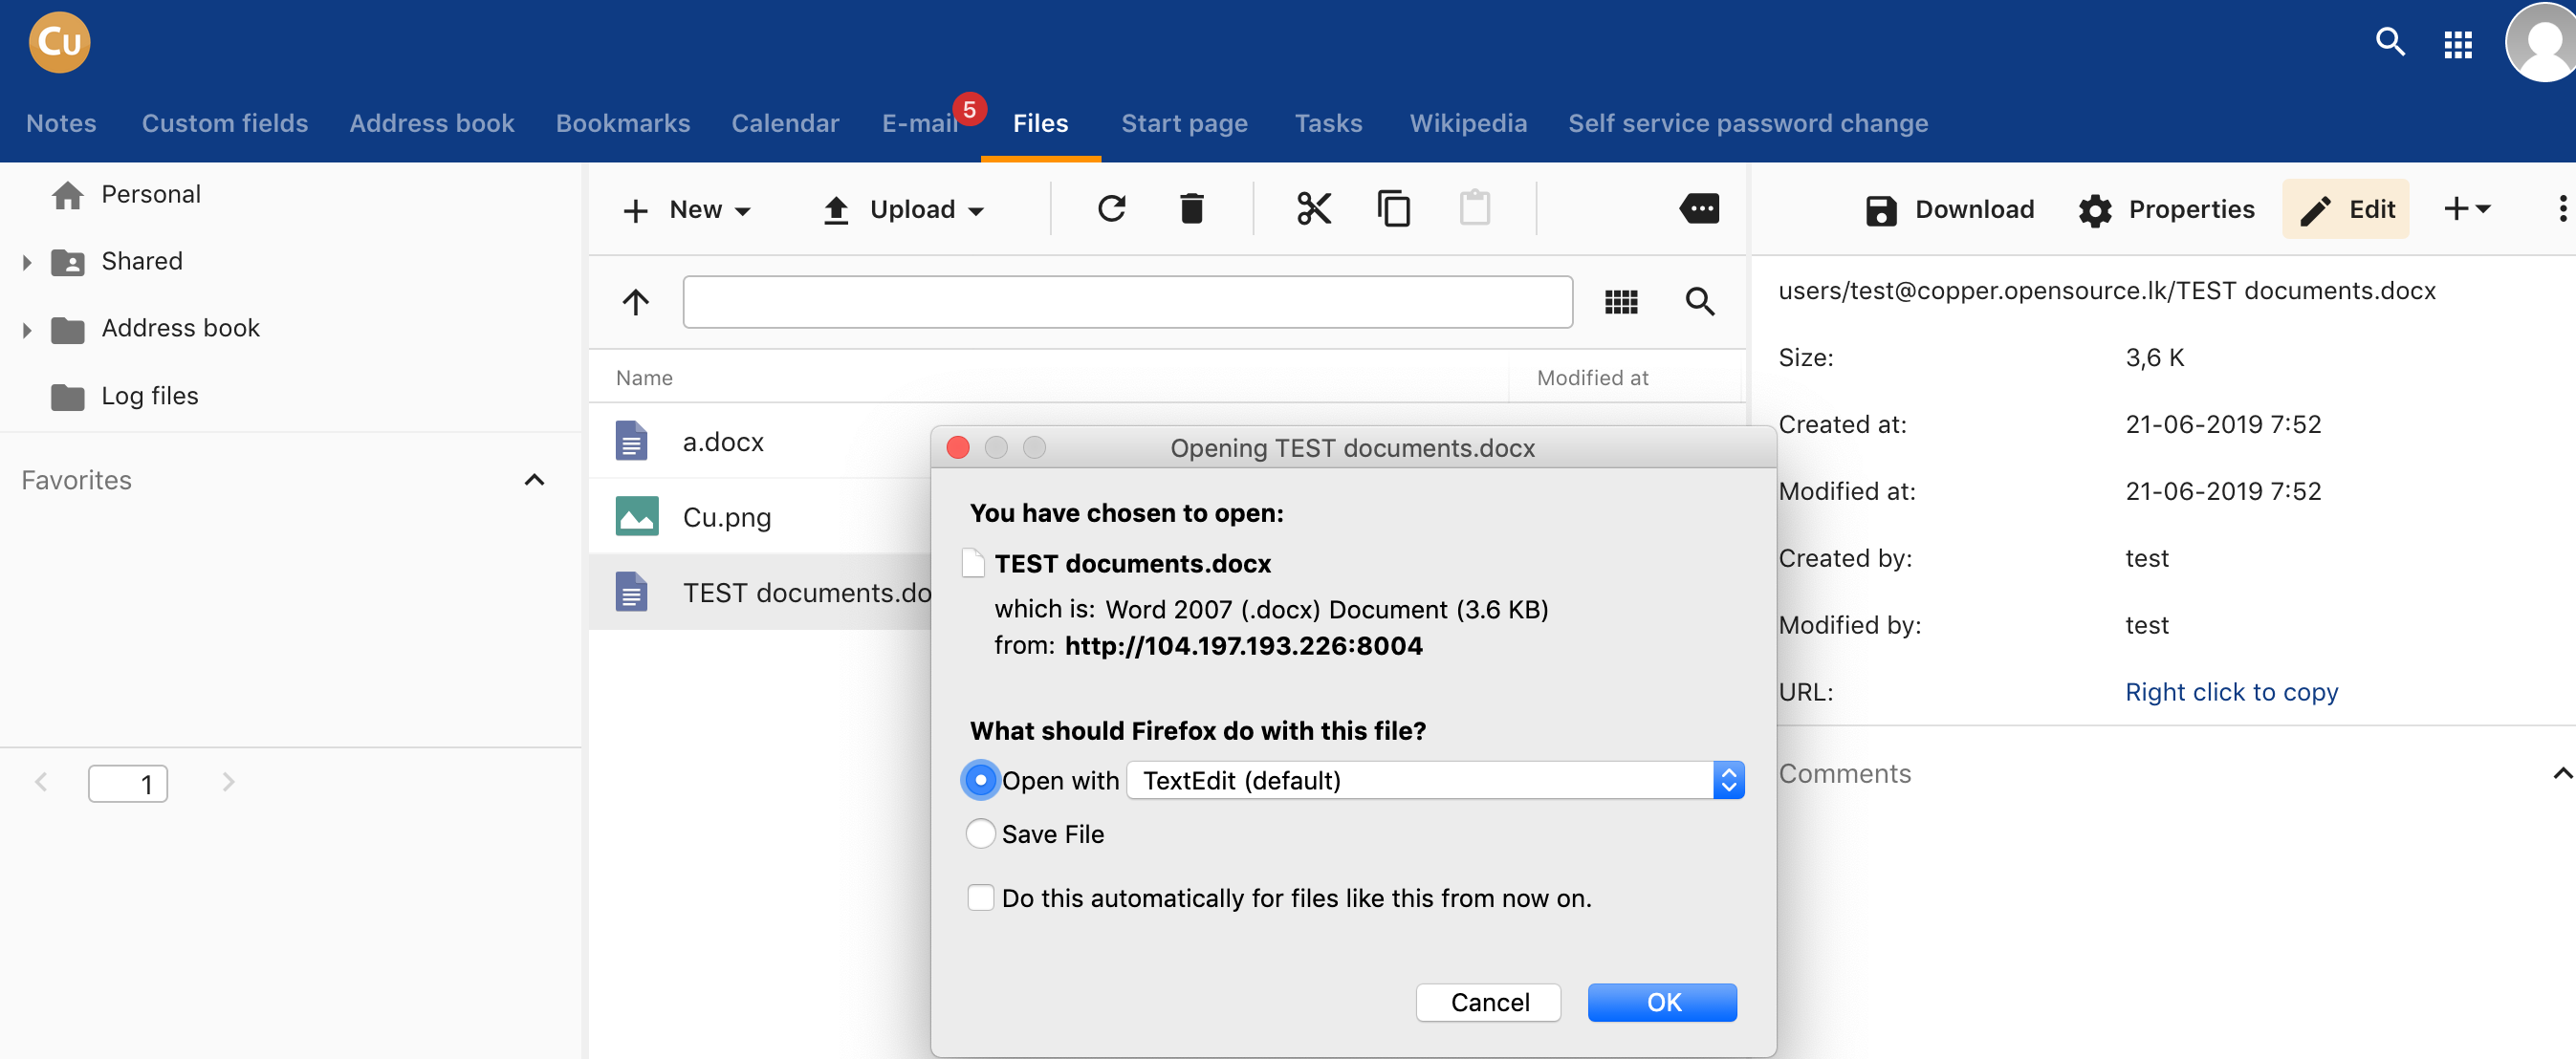 Cu
Notes Custom fields Address book Bookmarks Calendar E-mail 5 Files Start page Tasks Wikipedia Self service password change
Personal
Shared
Address book
Log files
Favorites
1
New Upload
Name Modified at
a.docx
Cu.png
TEST documents.do
Download Properties Edit
users/test@copper.opensource.lk/TEST documents.docx
Size: 3,6 K
Created at: 21-06-2019 7:52
Modified at: 21-06-2019 7:52
Created by: test
Modified by: test
URL: Right click to copy
Comments
Opening TEST documents.docx
You have chosen to open:
TEST documents.docx
which is: Word 2007 (.docx) Document (3.6 KB)
from: http://104.197.193.226:8004
What should Firefox do with this file?
Open with TextEdit (default)
Save File
Do this automatically for files like this from now on.
Cancel OK